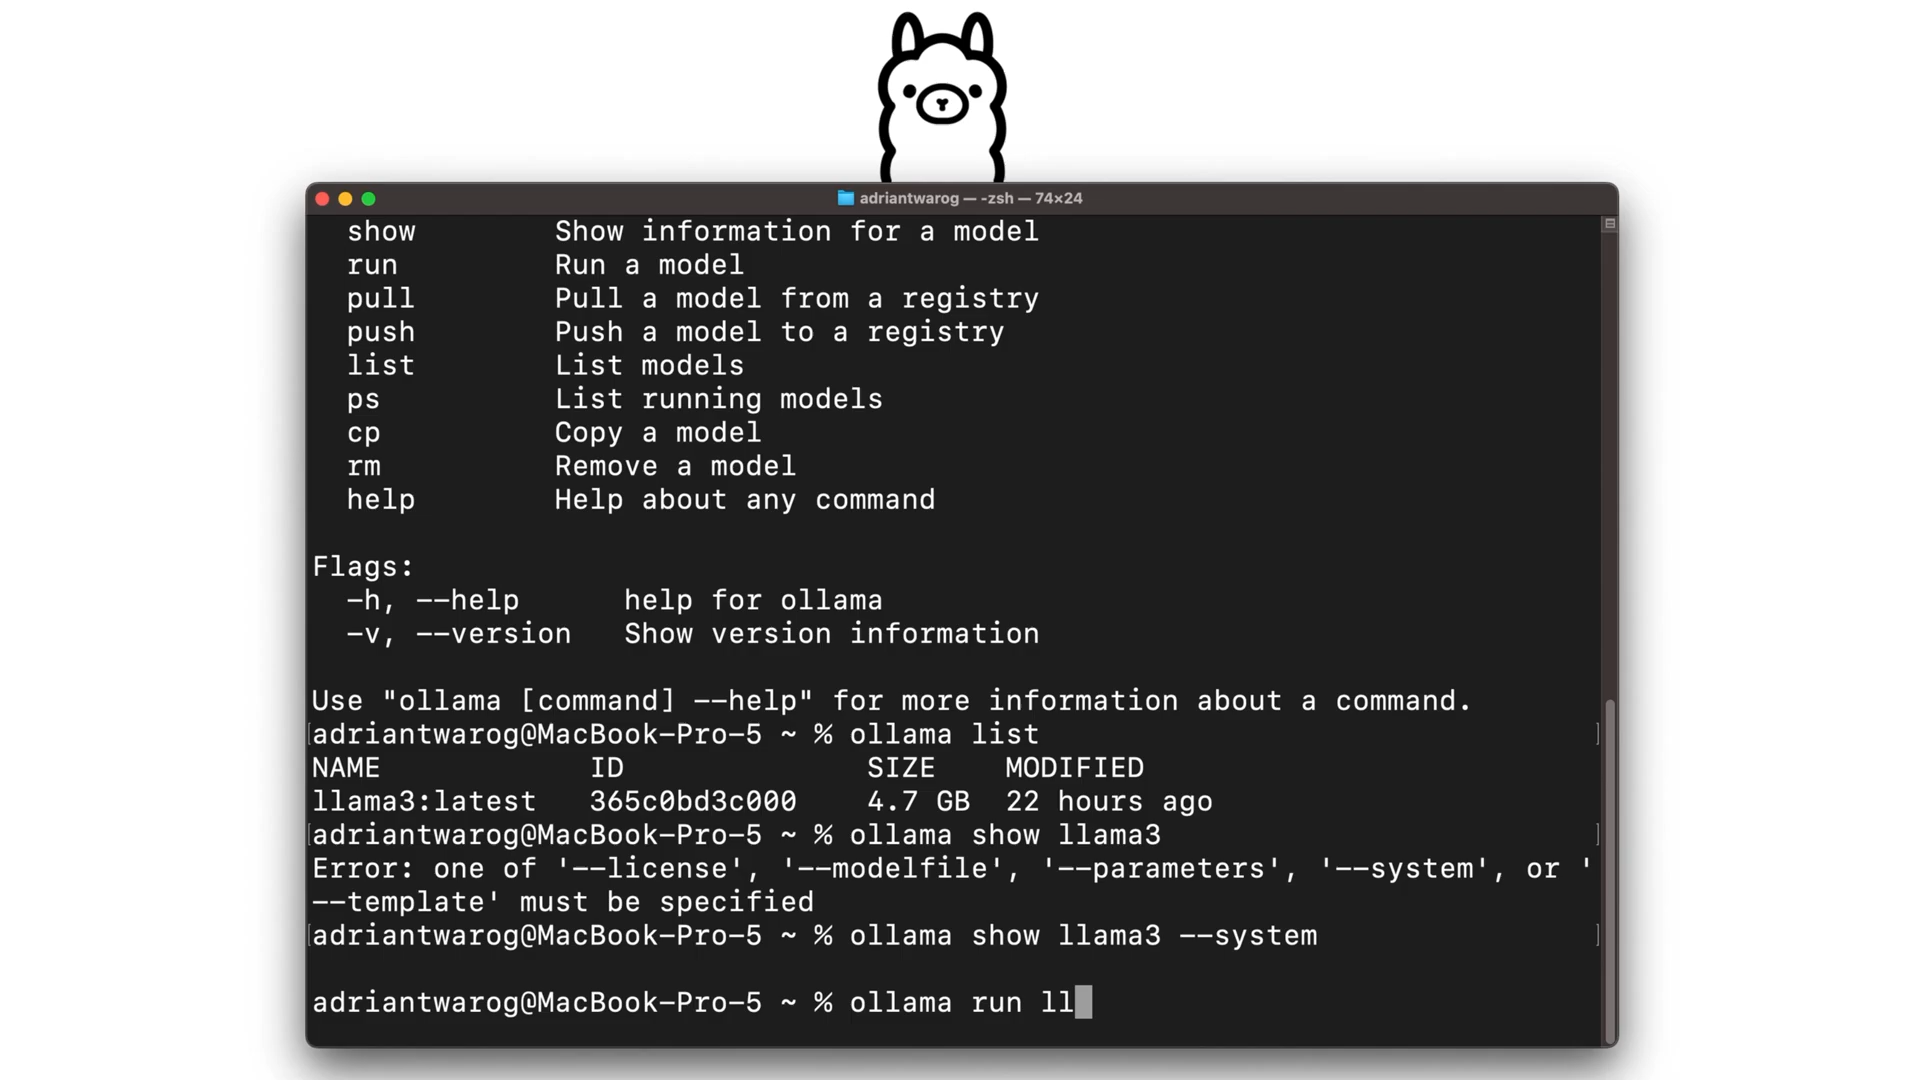 adriantwarog — -zsh — 74×24
show Show information for a model
run Run a model
pull Pull a model from a registry
push Push a model to a registry
list List models
ps List running models
cp Copy a model
rm Remove a model
help Help about any command
Flags:
-h, --help help for ollama
-v, --version Show version information
Use "ollama [command] --help" for more information about a command.
adriantwarog@MacBook-Pro-5 ~ % ollama list
NAME ID SIZE MODIFIED
llama3:latest 365c0bd3c000 4.7 GB 22 hours ago
adriantwarog@MacBook-Pro-5 ~ % ollama show llama3
Error: one of '--license', '--modelfile', '--parameters', '--system', or '
--template' must be specified
adriantwarog@MacBook-Pro-5 ~ % ollama show llama3 --system
adriantwarog@MacBook-Pro-5 ~ % ollama run ll